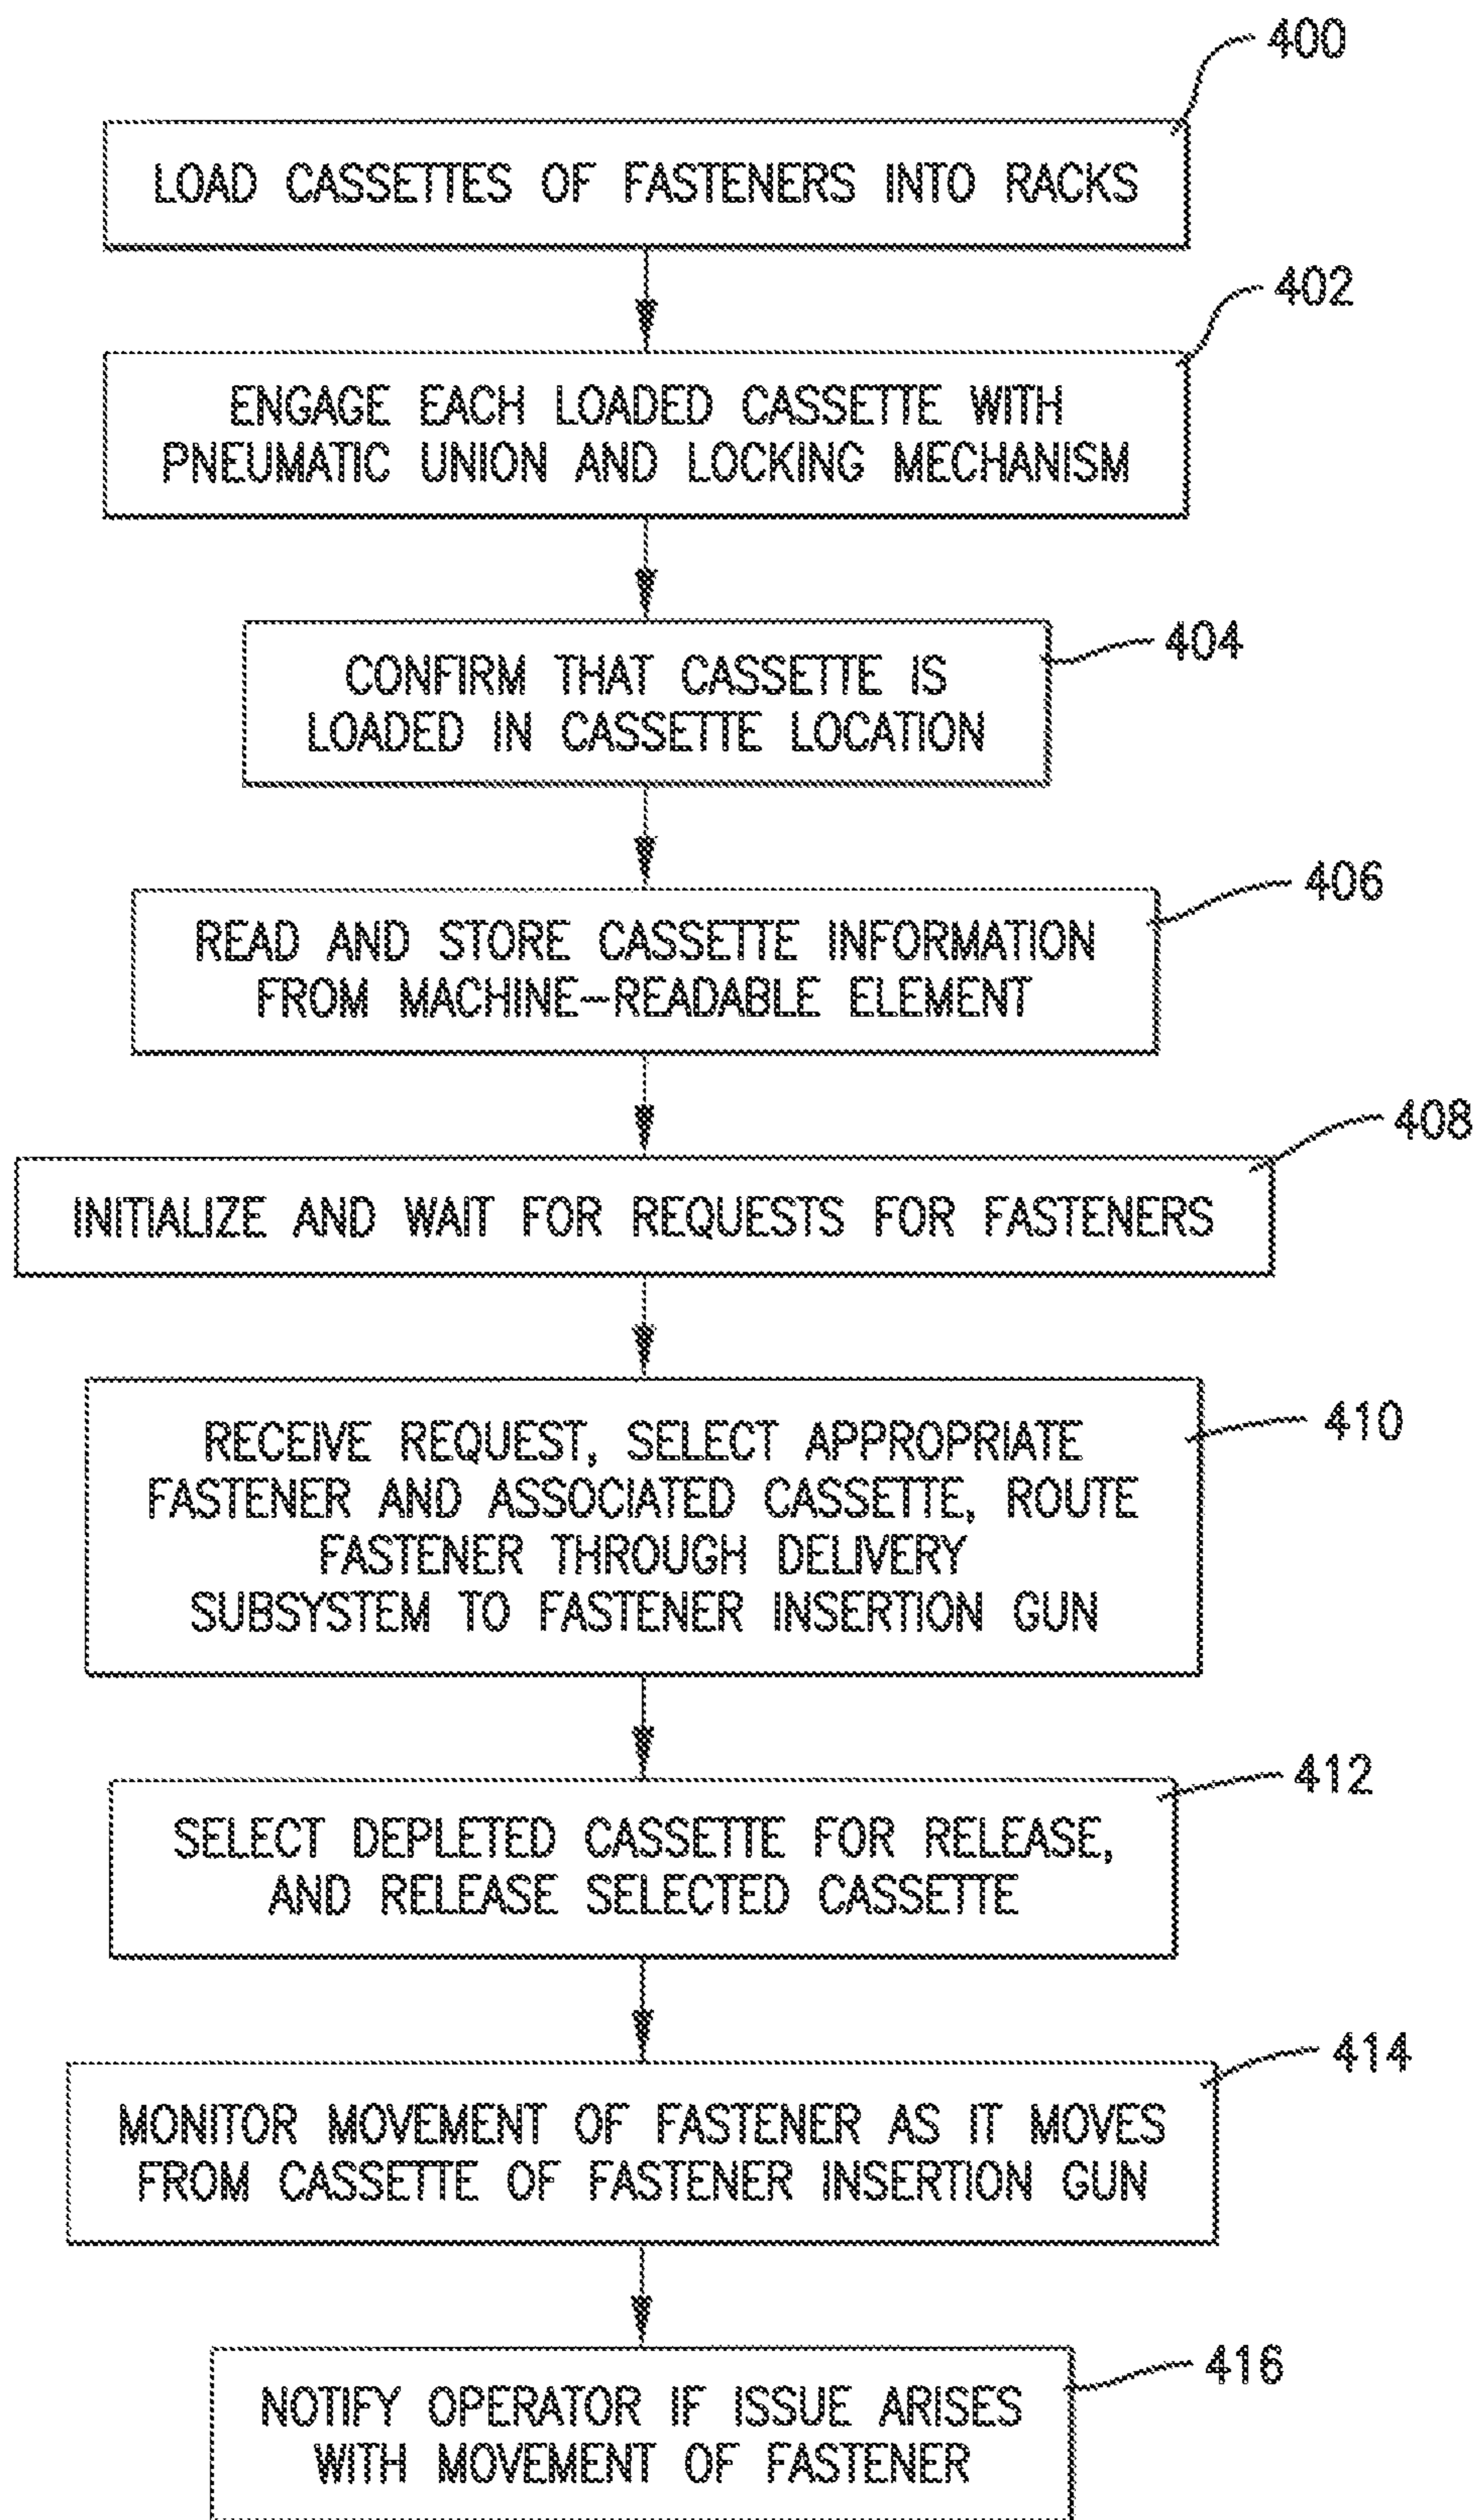 400
LOAD CASSETTES OF FASTENERS INTO RACKS
402
ENGAGE EACH LOADED CASSETTE WITH
PNEUMATIC UNION AND LOCKING MECHANISM
404
CONFIRM THAT CASSETTE IS
LOADED IN CASSETTE LOCATION
406
READ AND STORE CASSETTE INFORMATION
FROM MACHINE-READABLE ELEMENT
408
INITIALIZE AND WAIT FOR REQUESTS FOR FASTENERS
410
RECEIVE REQUEST, SELECT APPROPRIATE
FASTENER AND ASSOCIATED CASSETTE, ROUTE
FASTENER THROUGH DELIVERY
SUBSYSTEM TO FASTENER INSERTION GUN
412
SELECT DEPLETED CASSETTE FOR RELEASE,
AND RELEASE SELECTED CASSETTE
414
MONITOR MOVEMENT OF FASTENER AS IT MOVES
FROM CASSETTE OF FASTENER INSERTION GUN
416
NOTIFY OPERATOR IF ISSUE ARISES
WITH MOVEMENT OF FASTENER